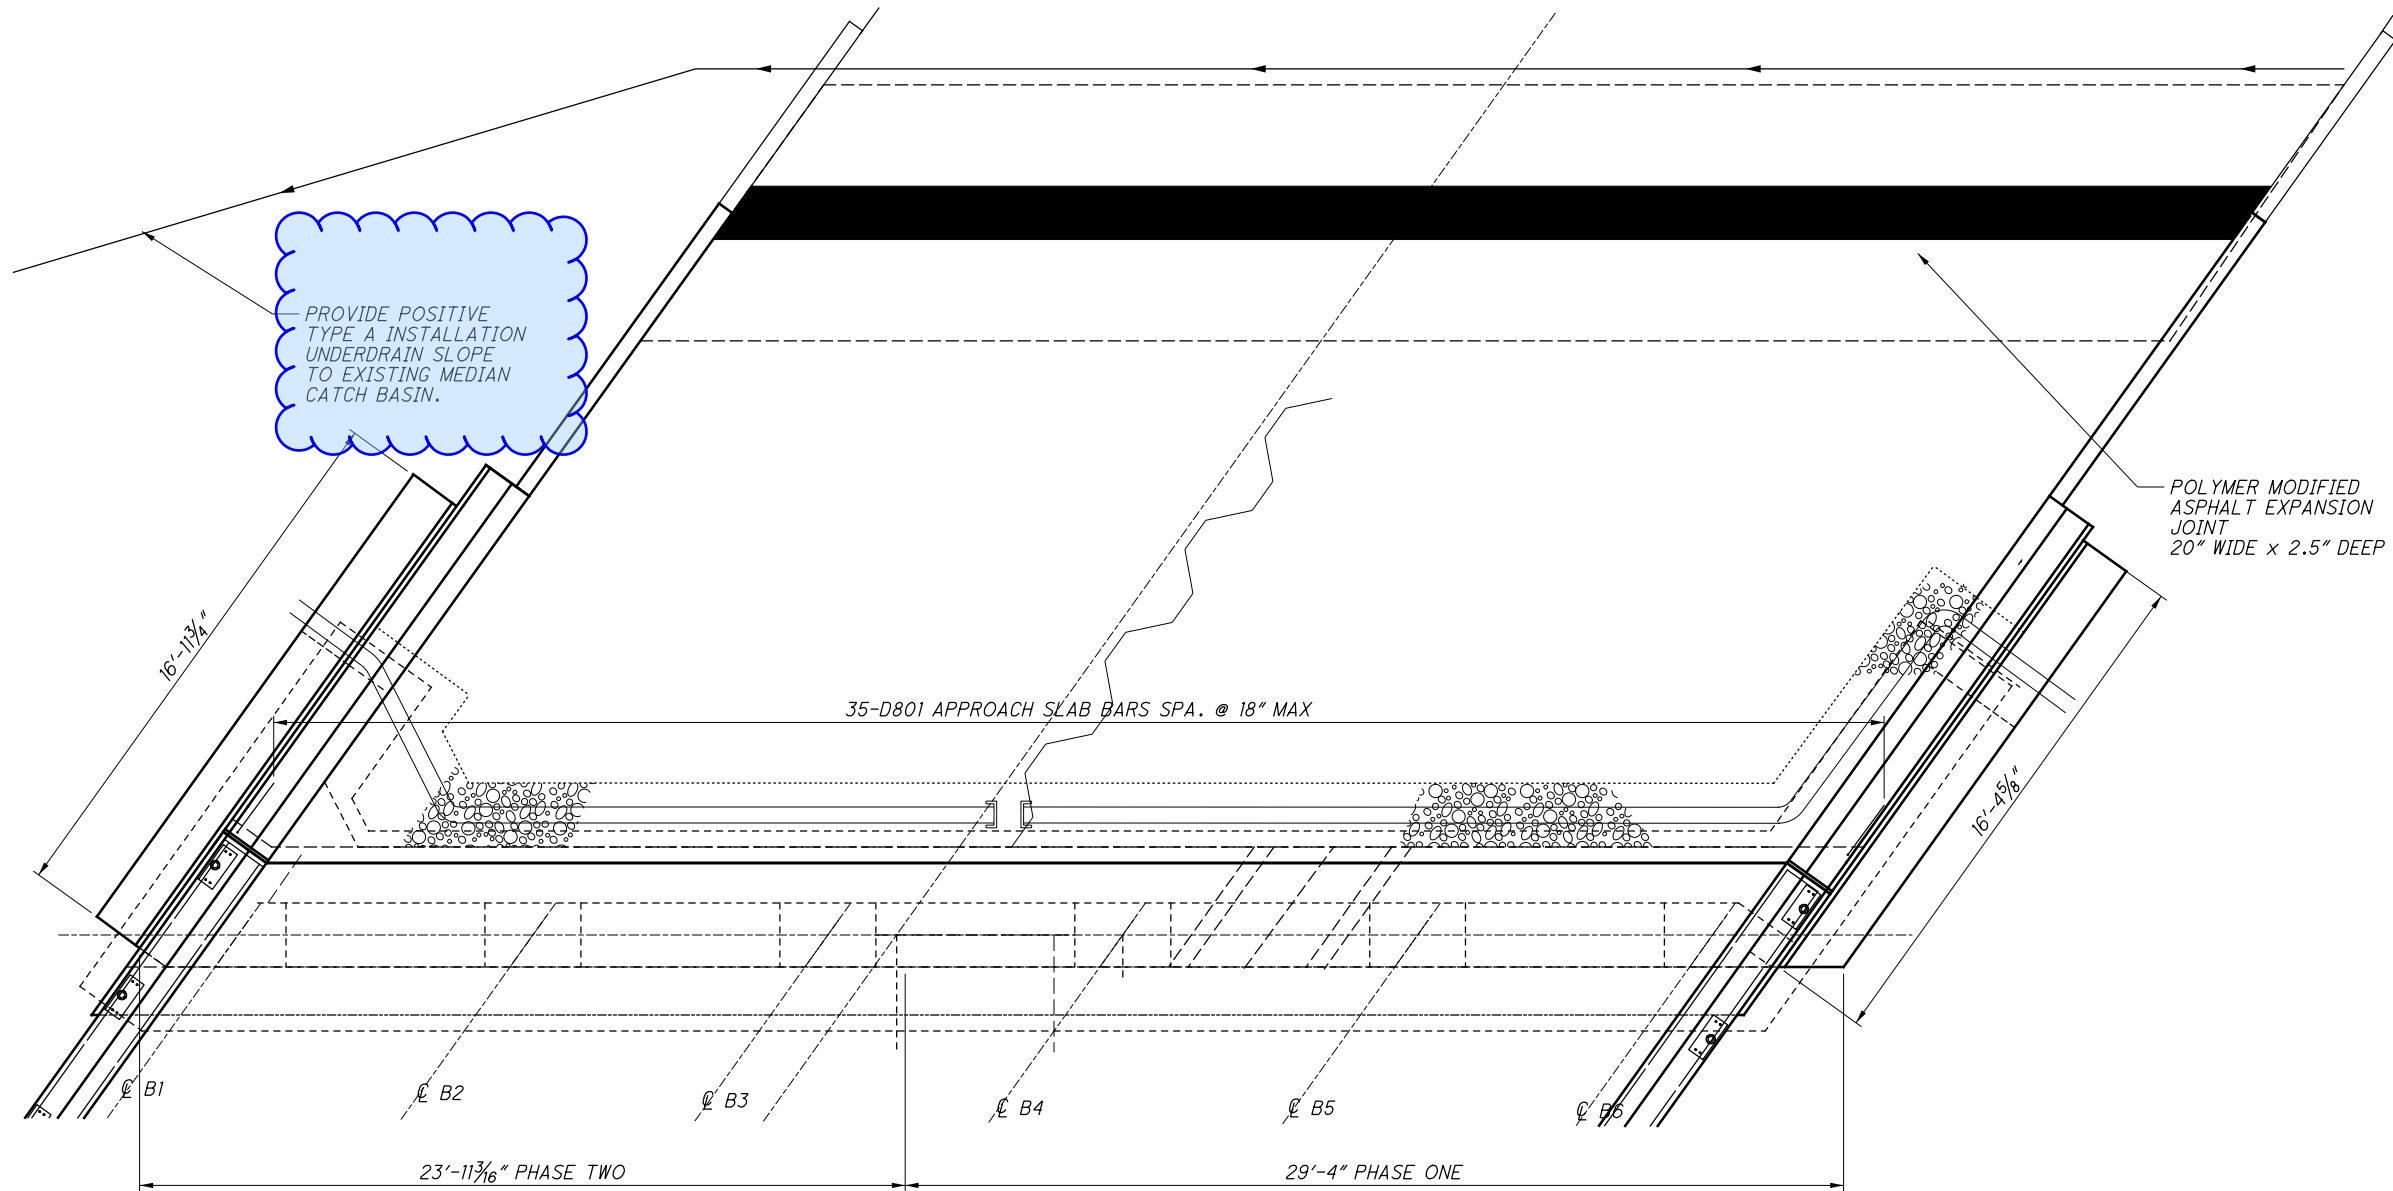 PROVIDE POSITIVE
TYPE A INSTALLATION
UNDERDRAIN SLOPE
TO EXISTING MEDIAN
CATCH BASIN.
POLYMER MODIFIED
ASPHALT EXPANSION
JOINT
20" WIDE x 2.5" DEEP
16'-11¾"
35-D801 APPROACH SLAB BARS SPA. @ 18" MAX
16'-4⅝"
℄ B1
℄ B2
℄ B3
℄ B4
℄ B5
℄ B6
23'-11 3/16" PHASE TWO
29'-4" PHASE ONE